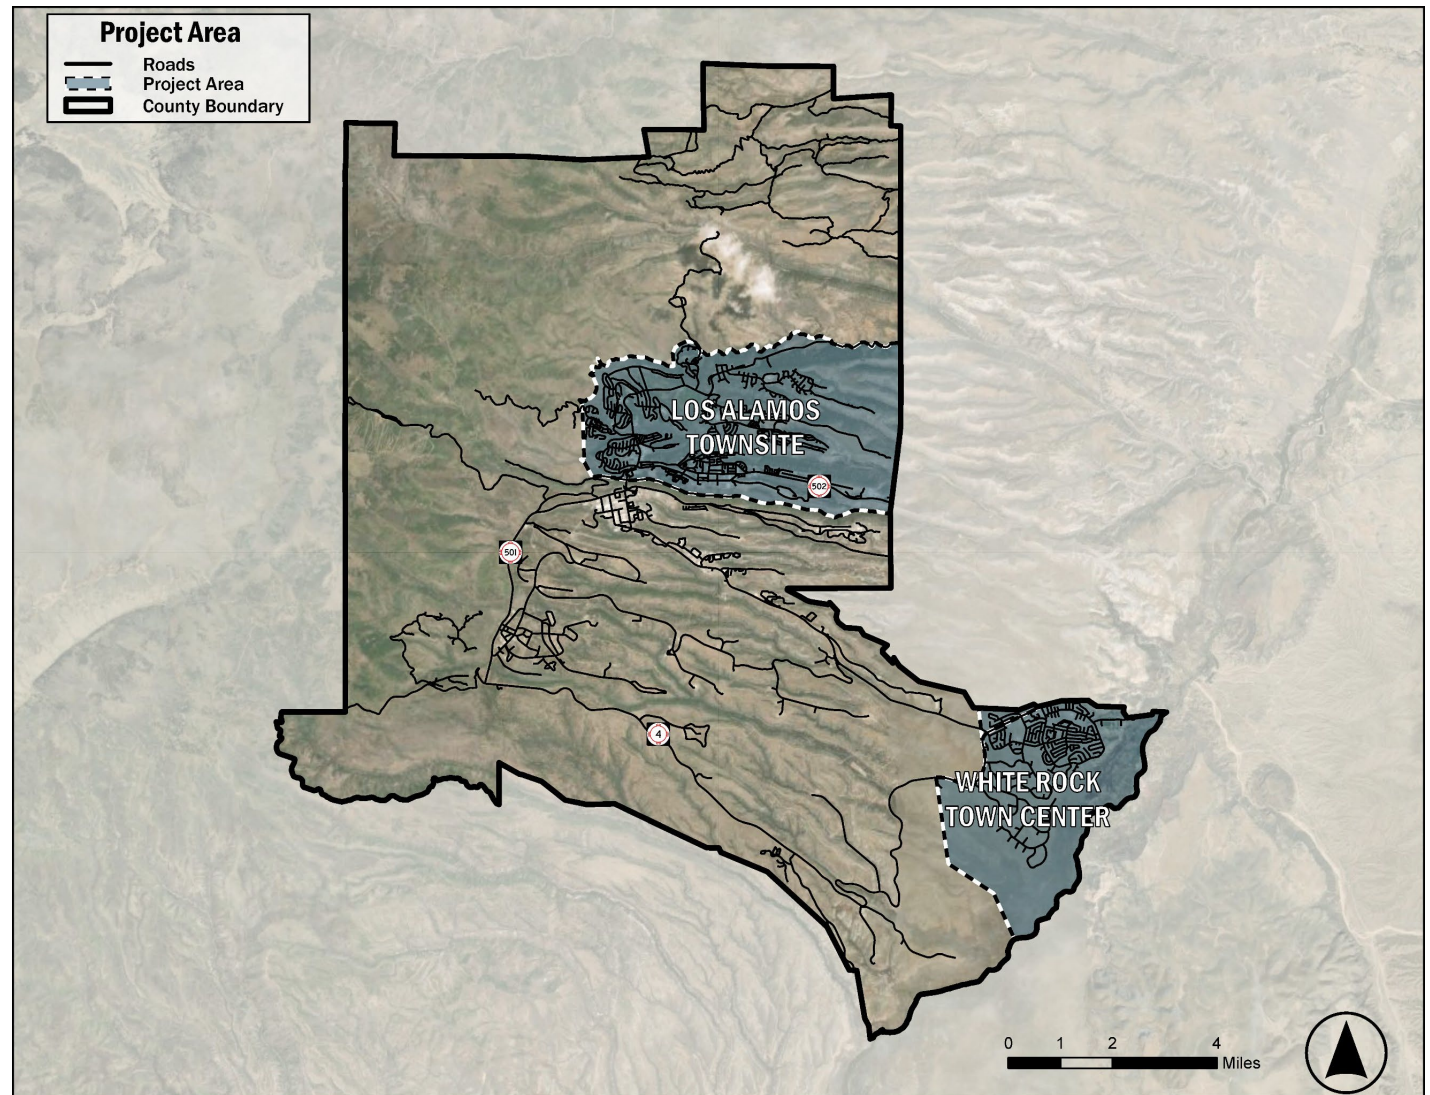 Project Area
Roads
Project Area
County Boundary
LOS ALAMOS
TOWNSITE
502
501
4
WHITE ROCK
TOWN CENTER
0 1 2 4
Miles